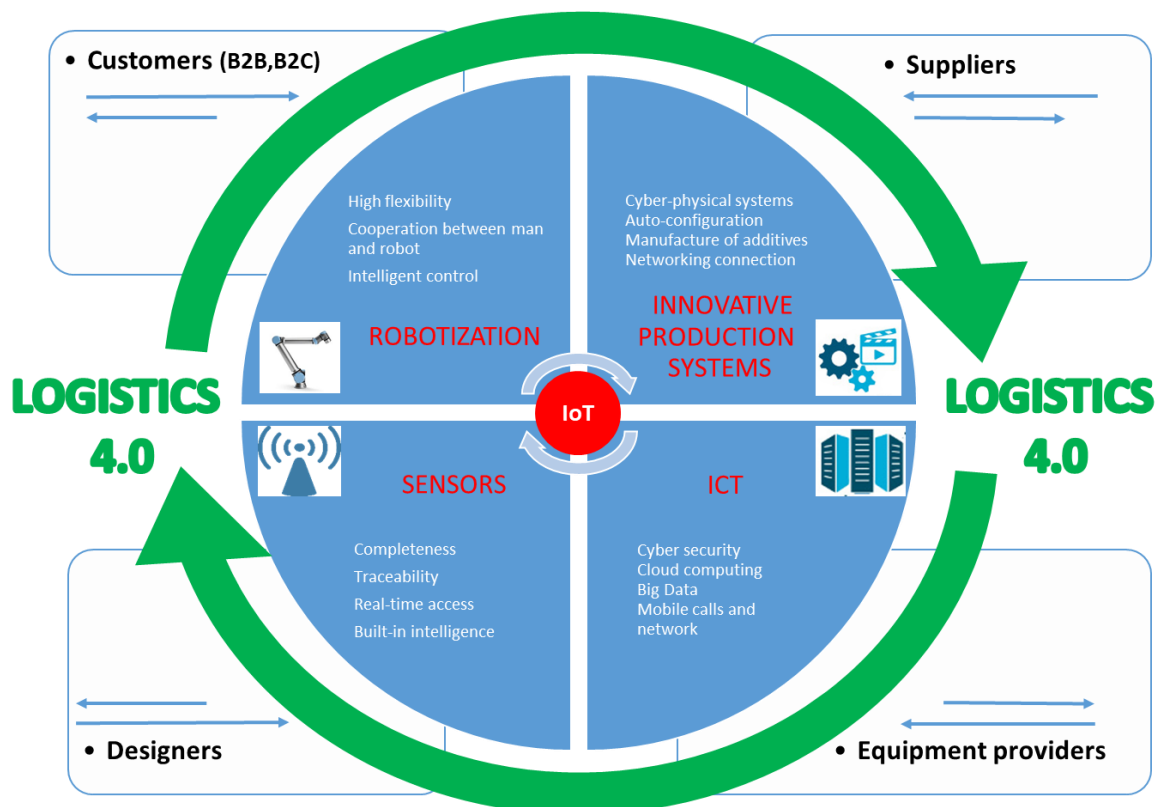 • Customers (B2B,B2C)
• Suppliers
High flexibility
Cooperation between man
and robot
Intelligent control
ROBOTIZATION
Cyber-physical systems
Auto-configuration
Manufacture of additives
Networking connection
INNOVATIVE
PRODUCTION
SYSTEMS
LOGISTICS
4.0
IoT
LOGISTICS
4.0
SENSORS
Completeness
Traceability
Real-time access
Built-in intelligence
ICT
Cyber security
Cloud computing
Big Data
Mobile calls and
network
• Designers
• Equipment providers